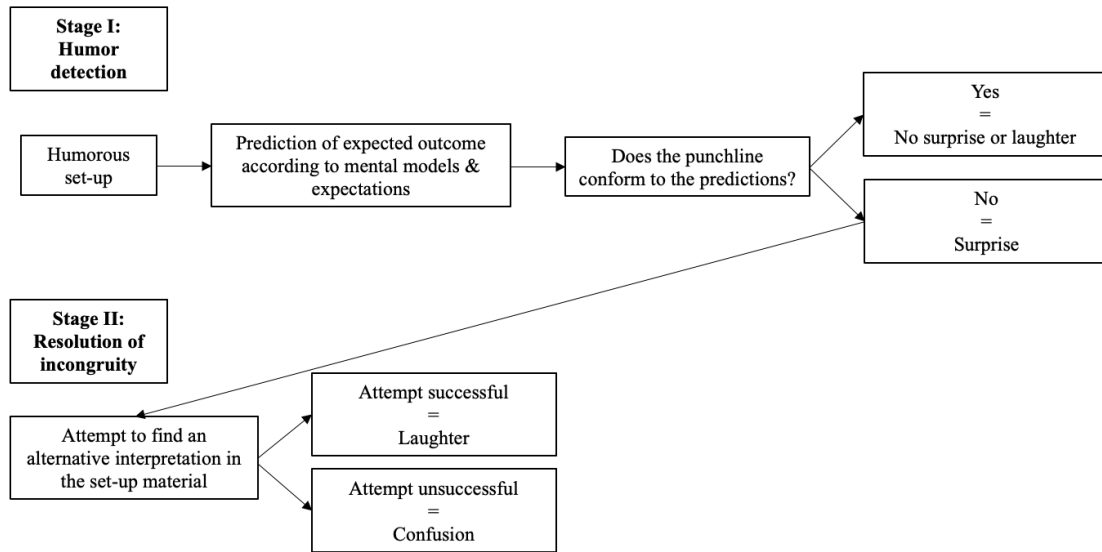 Stage I:
Humor
detection
Humorous
set-up
Prediction of expected outcome
according to mental models &
expectations
Does the punchline
conform to the predictions?
Yes
=
No surprise or laughter
No
=
Surprise
Stage II:
Resolution of
incongruity
Attempt to find an
alternative interpretation in
the set-up material
Attempt successful
=
Laughter
Attempt unsuccessful
=
Confusion